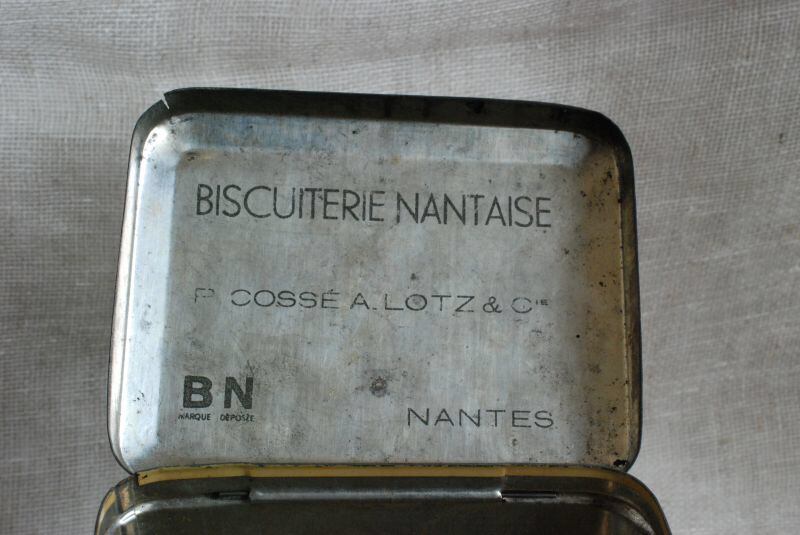 BISCUITERIE NANTAISE
P. COSSÉ A. LOTZ & CIE
BN
MARQUE DÉPOSÉE
NANTES